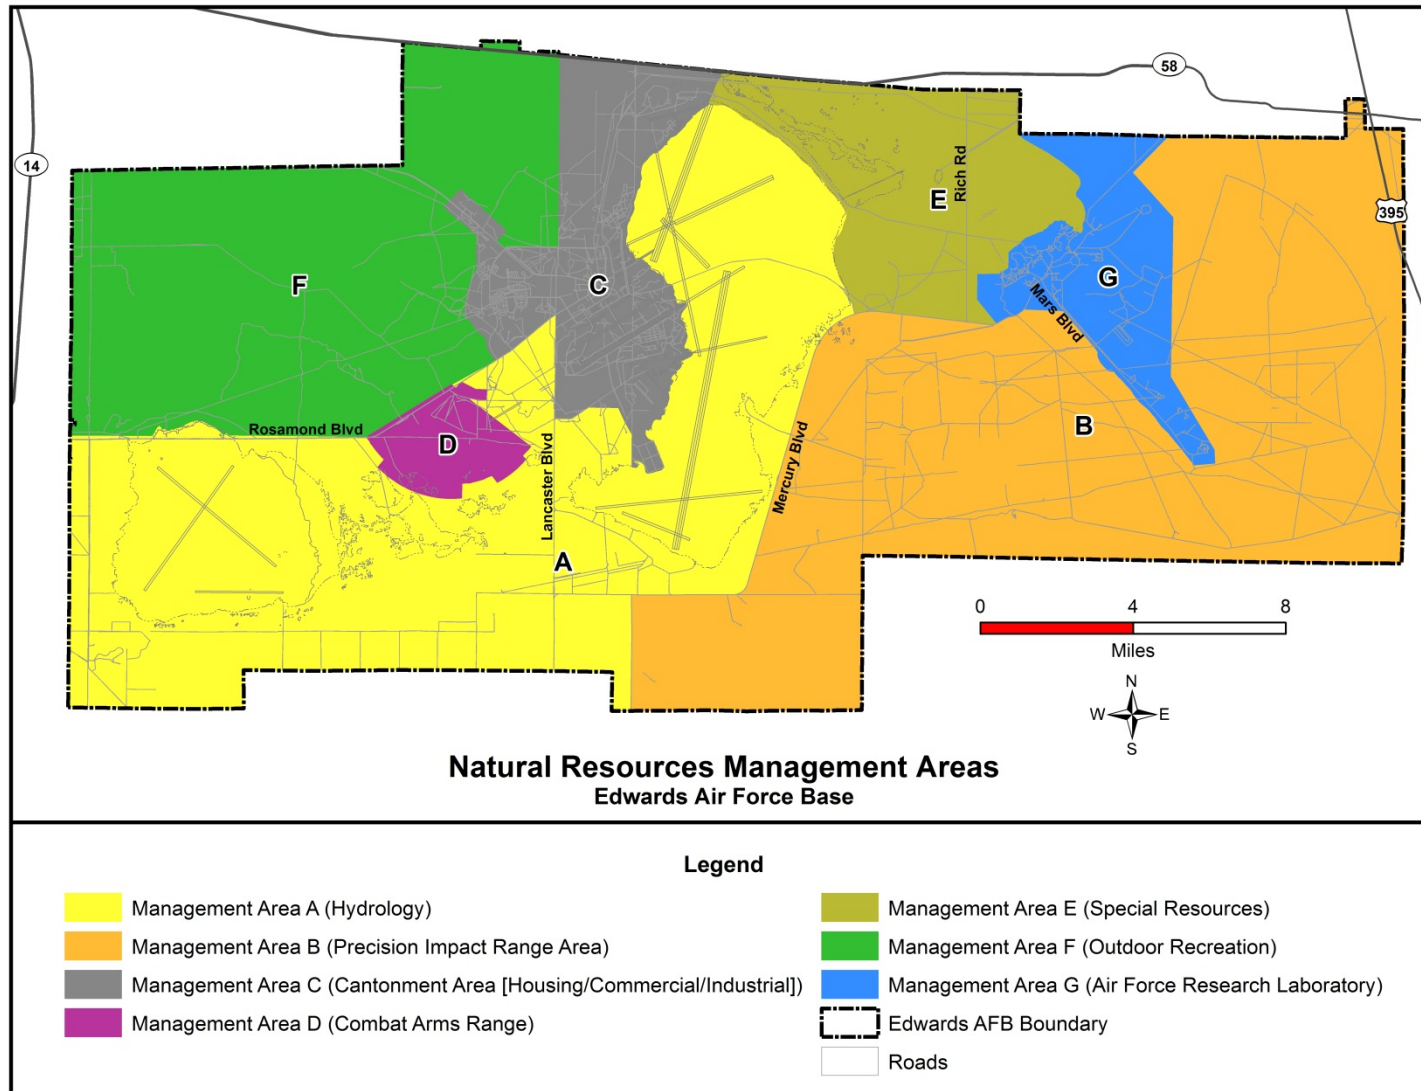 58
14
Rich Rd
E
395
F
C
G
Mars Blvd
Rosamond Blvd
D
Lancaster Blvd
Mercury Blvd
B
A
0 4 8
Miles
N
W E
S
Natural Resources Management Areas
Edwards Air Force Base
Legend
Management Area A (Hydrology)
Management Area B (Precision Impact Range Area)
Management Area C (Cantonment Area [Housing/Commercial/Industrial])
Management Area D (Combat Arms Range)
Management Area E (Special Resources)
Management Area F (Outdoor Recreation)
Management Area G (Air Force Research Laboratory)
Edwards AFB Boundary
Roads